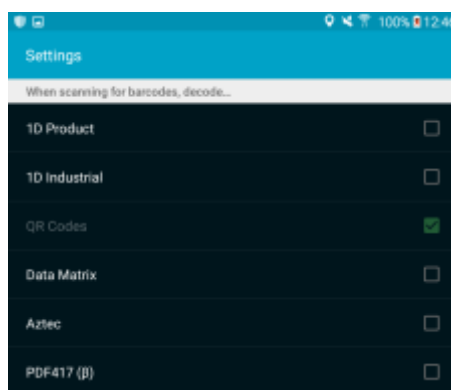 100% 12:46
Settings
When scanning for barcodes, decode...
1D Product
1D Industrial
QR Codes
Data Matrix
Aztec
PDF417 (β)